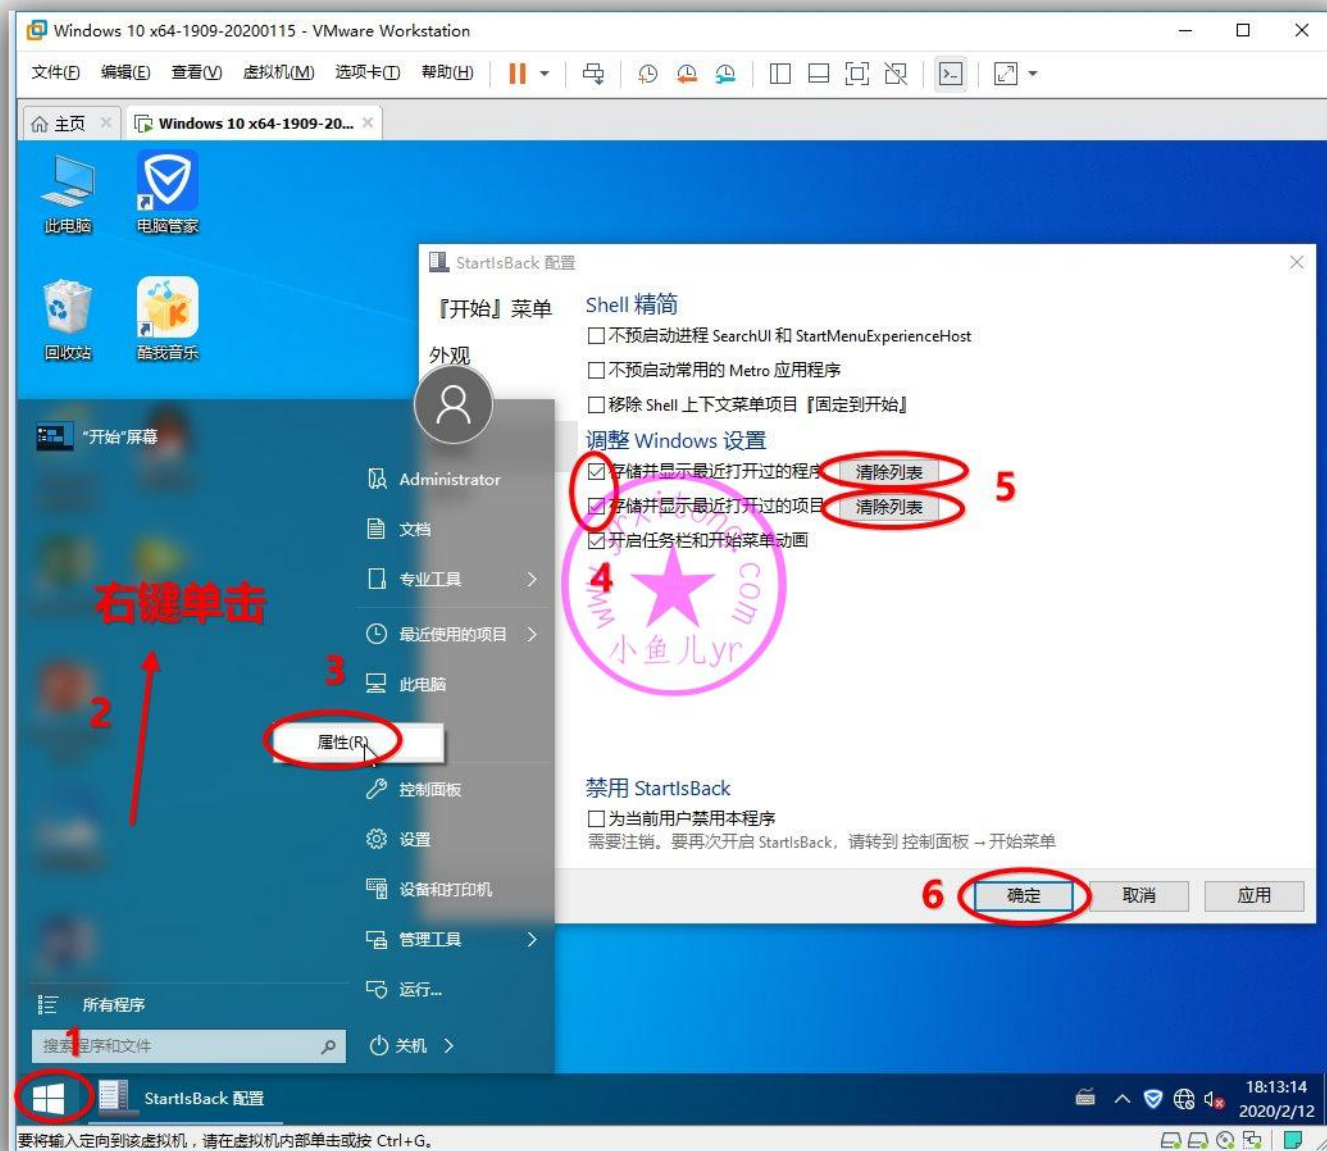 Windows 10 x64-1909-20200115 - VMware Workstation
文件(F) 编辑(E) 查看(V) 虚拟机(M) 选项卡(T) 帮助(H)
主页 Windows 10 x64-1909-20...
此电脑 电脑管家
回收站 酷我音乐
StartIsBack 配置
『开始』菜单
外观
Shell 精简
不预启动进程 SearchUI 和 StartMenuExperienceHost
不预启动常用的 Metro 应用程序
移除 Shell 上下文菜单项目『固定到开始』
调整 Windows 设置
存储并显示最近打开过的程序 清除列表
存储并显示最近打开过的项目 清除列表
5
开启任务栏和开始菜单动画
4
www.yrxitong.com
小鱼儿yr
禁用 StartIsBack
为当前用户禁用本程序
需要注销。要再次开启 StartIsBack，请转到 控制面板 → 开始菜单
6
确定 取消 应用
"开始"屏幕
Administrator
文档
专业工具
右键单击
最近使用的项目
3
此电脑
2
属性(R)
控制面板
设置
设备和打印机
管理工具
运行...
所有程序
1
搜索程序和文件
关机
StartIsBack 配置
18:13:14
2020/2/12
要将输入定向到该虚拟机，请在虚拟机内部单击或按 Ctrl+G。